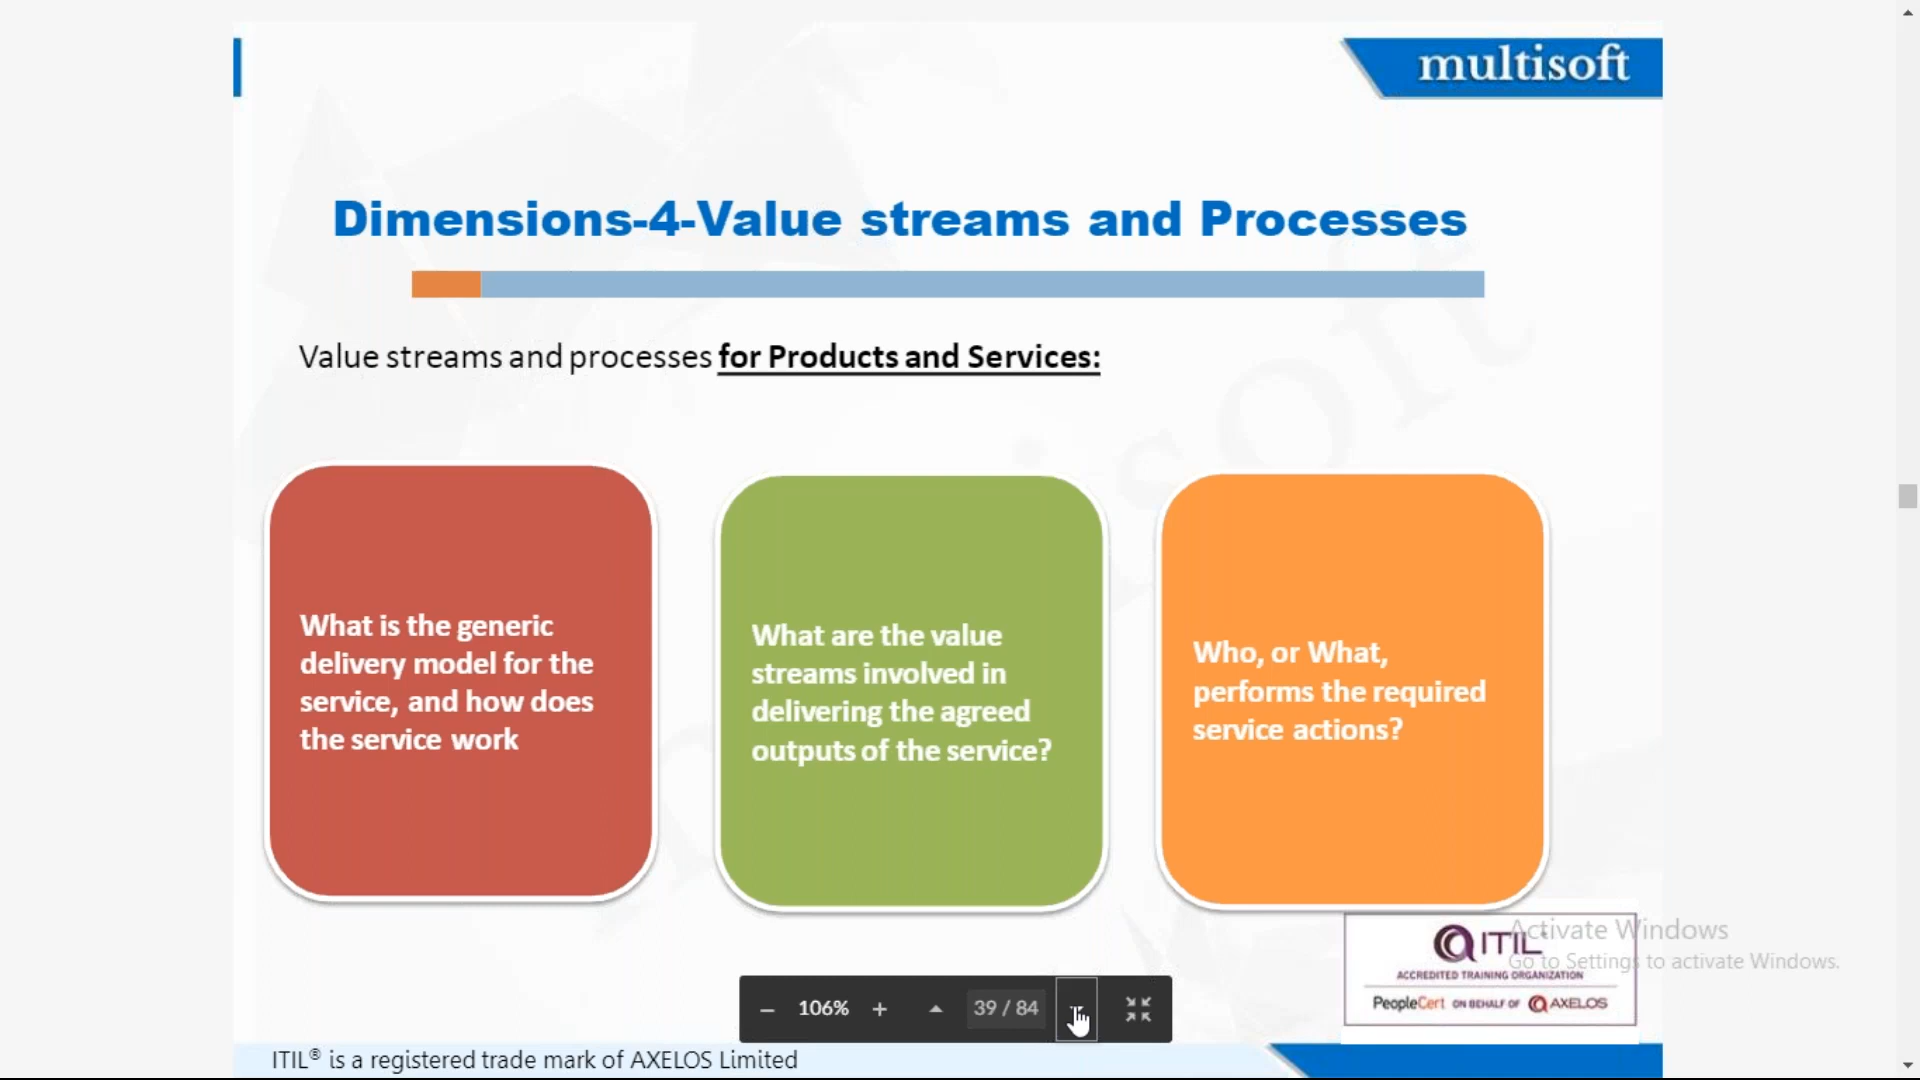 multisoft
Dimensions-4-Value streams and Processes
Value streams and processes for Products and Services:
What is the generic
delivery model for the
service, and how does
the service work
What are the value
streams involved in
delivering the agreed
outputs of the service?
Who, or What,
performs the required
service actions?
Activate Windows
Go to Settings to activate Windows.
ITIL
ACCREDITED TRAINING ORGANIZATION
PeopleCert ON BEHALF OF AXELOS
106%
39 / 84
ITIL® is a registered trade mark of AXELOS Limited